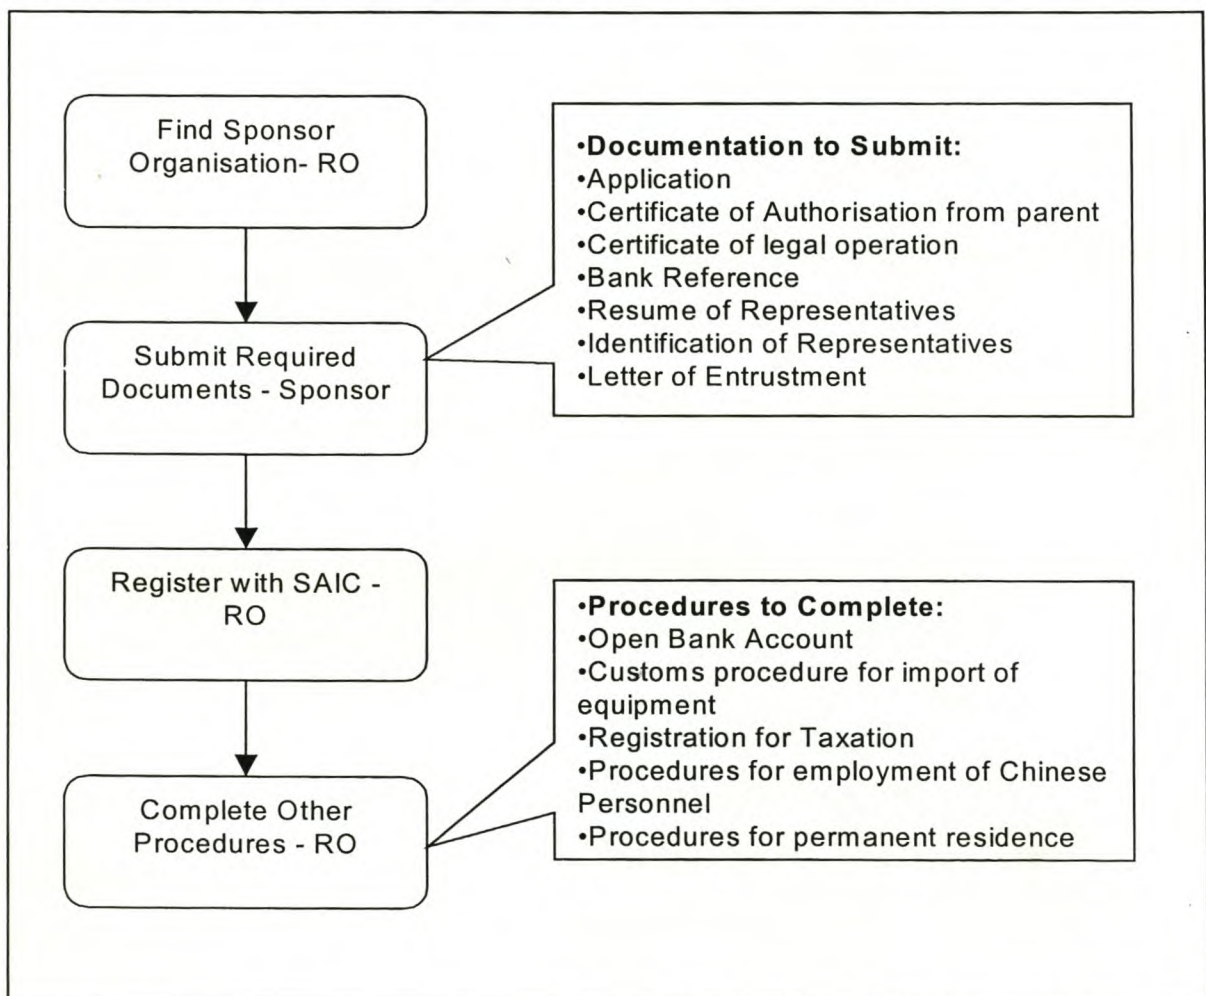 Find Sponsor
Organisation- RO
•Documentation to Submit:
•Application
•Certificate of Authorisation from parent
•Certificate of legal operation
•Bank Reference
•Resume of Representatives
•Identification of Representatives
•Letter of Entrustment
Submit Required
Documents - Sponsor
Register with SAIC -
RO
•Procedures to Complete:
•Open Bank Account
•Customs procedure for import of
equipment
•Registration for Taxation
•Procedures for employment of Chinese
Personnel
•Procedures for permanent residence
Complete Other
Procedures - RO